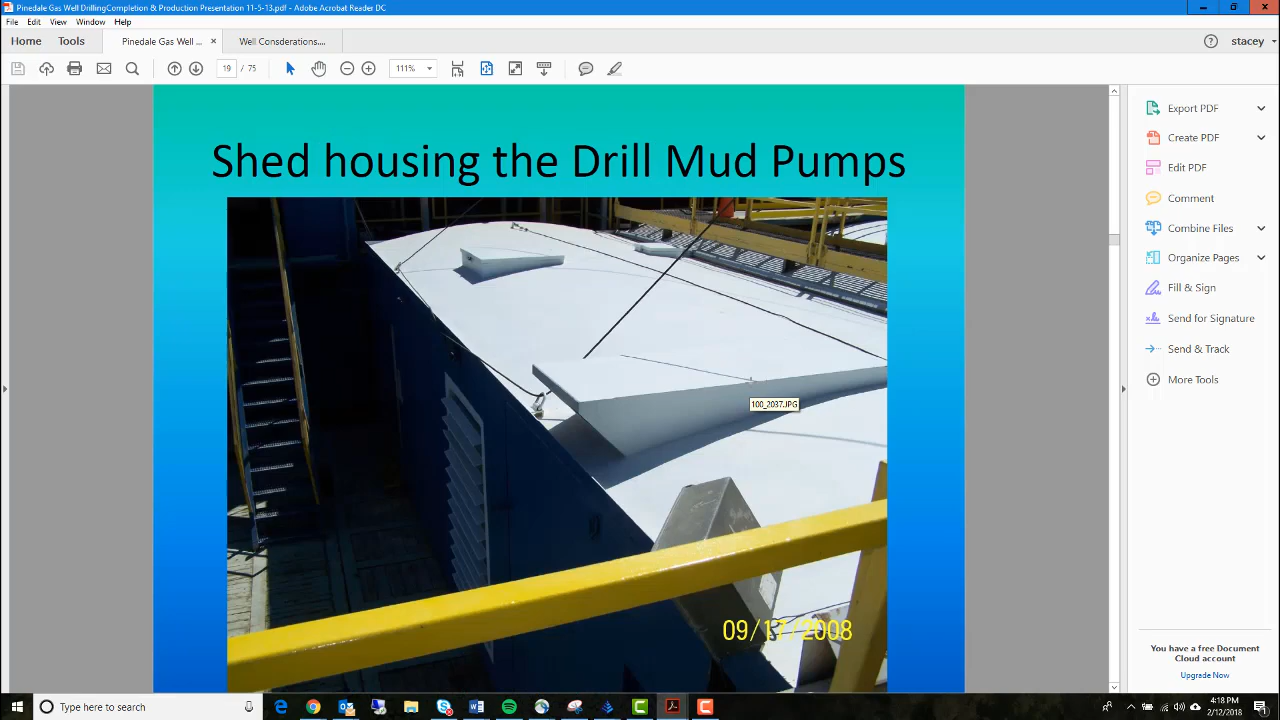 Pinedale Gas Well DrillingCompletion & Production Presentation 11-5-13.pdf - Adobe Acrobat Reader DC
File Edit View Window Help
Home Tools Pinedale Gas Well ... × Well Considerations.... ? stacey
19 / 75 111%
Export PDF
Create PDF
Edit PDF
Comment
Combine Files
Organize Pages
Fill & Sign
Send for Signature
Send & Track
More Tools
Shed housing the Drill Mud Pumps
100_2037.JPG
09/17/2008
You have a free Document
Cloud account
Upgrade Now
Type here to search
4:18 PM
2/12/2018